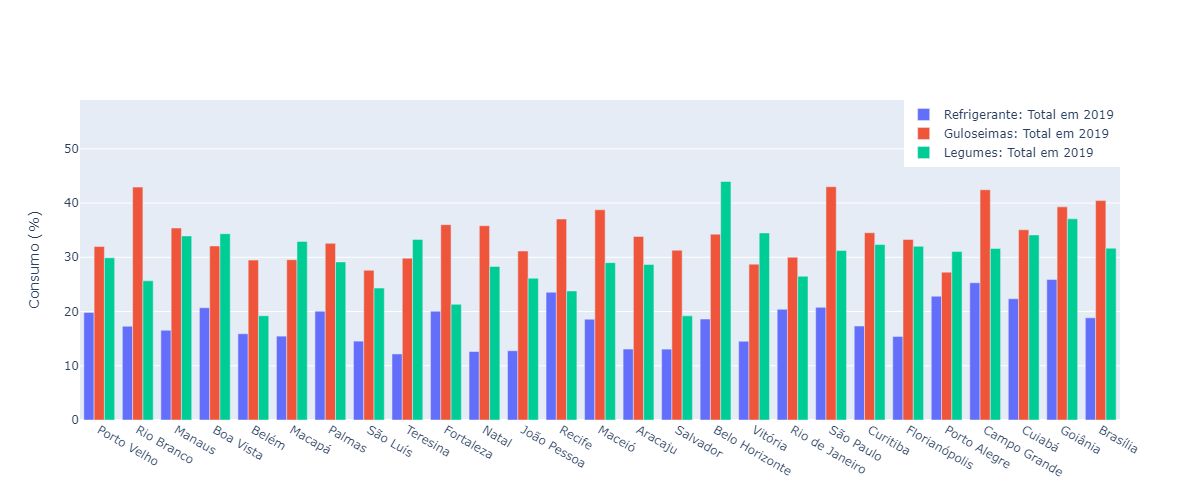 Refrigerante: Total em 2019
Guloseimas: Total em 2019
Legumes: Total em 2019
Consumo (%)
50
40
30
20
10
0
Porto Velho
Rio Branco
Manaus
Boa Vista
Belém
Macapá
Palmas
São Luís
Teresina
Fortaleza
Natal
João Pessoa
Recife
Maceió
Aracaju
Salvador
Belo Horizonte
Vitória
Rio de Janeiro
São Paulo
Curitiba
Florianópolis
Porto Alegre
Campo Grande
Cuiabá
Goiânia
Brasília